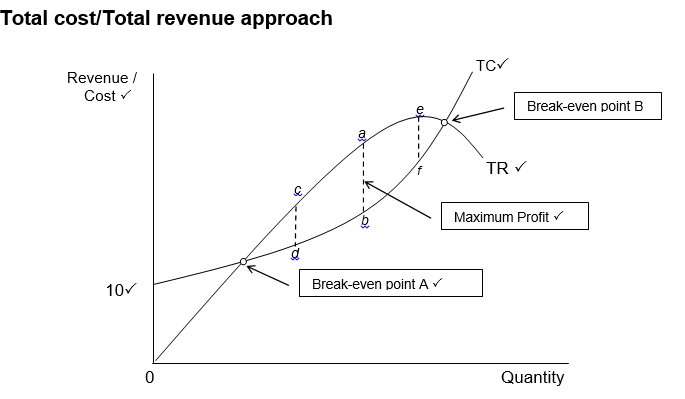 Total cost/Total revenue approach
TC✓
Revenue /
Cost ✓
Break-even point B
e
a
f
TR ✓
c
Maximum Profit ✓
b
d
Break-even point A ✓
10✓
0
Quantity